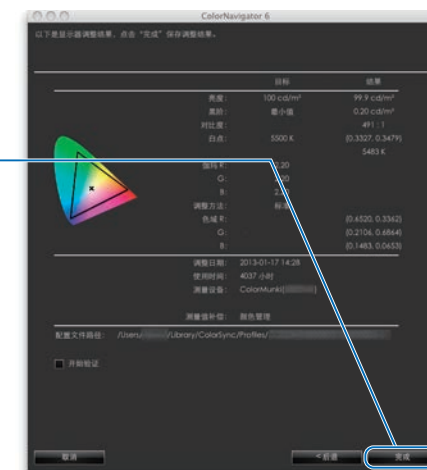 ColorNavigator 6
以下是显示器调整结果，点击“完成”保存调整结果。
目标 结果
亮度: 100 cd/m² 99.9 cd/m²
黑阶: 最小值 0.20 cd/m²
对比度: 491 : 1
白点: 5500 K (0.3327, 0.3479)
5483 K
伽玛 R: 2.20
G: 2.20
B:
调整方法: 标准
色域 R: (0.6520, 0.3362)
G: (0.2106, 0.6864)
B: (0.1483, 0.0653)
调整日期: 2013-01-17 14:28
使用时间: 4037 小时
测量设备: ColorMunki( )
测量值补偿: 颜色管理
配置文件路径: /Users/ /Library/ColorSync/Profiles/
开始验证
取消 <后退 完成